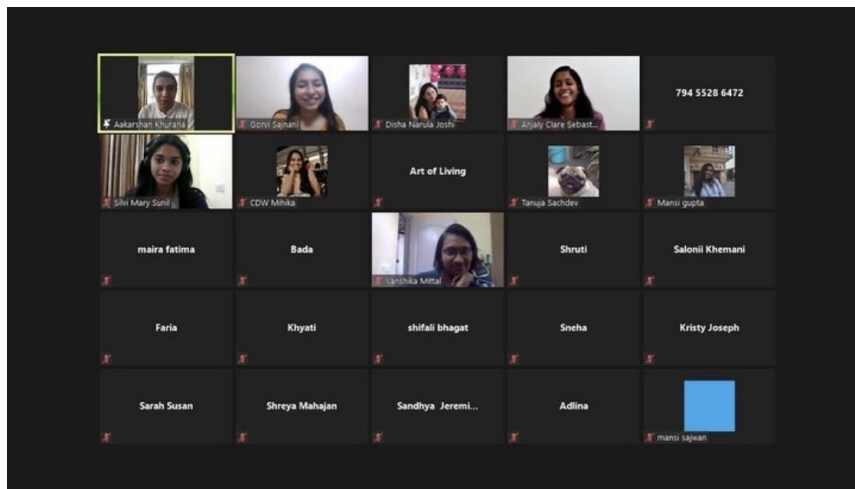 Aakarshan Khurana
Gorvi Sajnani
Disha Narula Joshi
Anjaly Clare Sebast...
794 5528 6472
Silvi Mary Sunil
CDW Mihika
Art of Living
Tanuja Sachdev
Mansi gupta
maira fatima
Bada
Vanshika Mittal
Shruti
Salonii Khemani
Faria
Khyati
shifali bhagat
Sneha
Kristy Joseph
Sarah Susan
Shreya Mahajan
Sandhya Jeremi...
Adlina
mansi sajwan